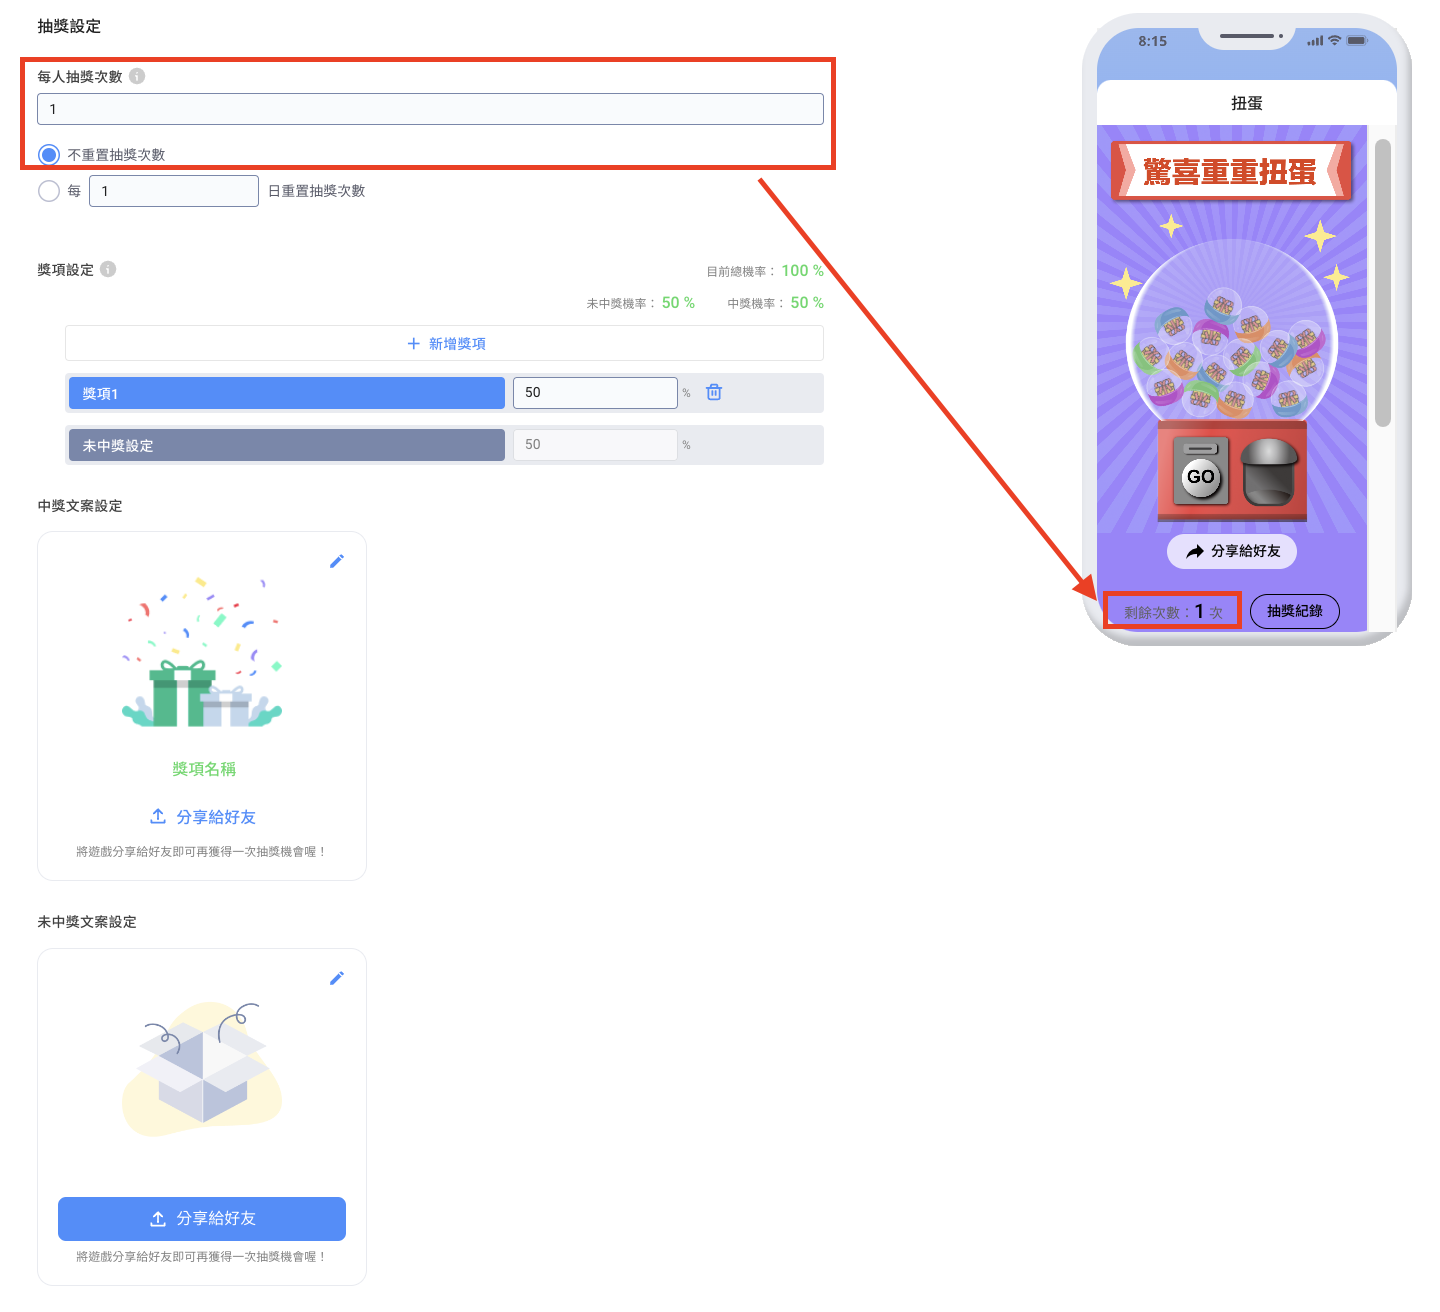 抽獎設定
每人抽獎次數
1
不重置抽獎次數
每 1 日重置抽獎次數
獎項設定
目前總機率： 100 %
未中獎機率： 50 % 中獎機率： 50 %
+ 新增獎項
獎項1 50 %
未中獎設定 50 %
中獎文案設定
獎項名稱
分享給好友
將遊戲分享給好友即可再獲得一次抽獎機會喔！
未中獎文案設定
分享給好友
將遊戲分享給好友即可再獲得一次抽獎機會喔！
8:15
扭蛋
驚喜重重扭蛋
GO
分享給好友
剩餘次數：1 次
抽獎紀錄